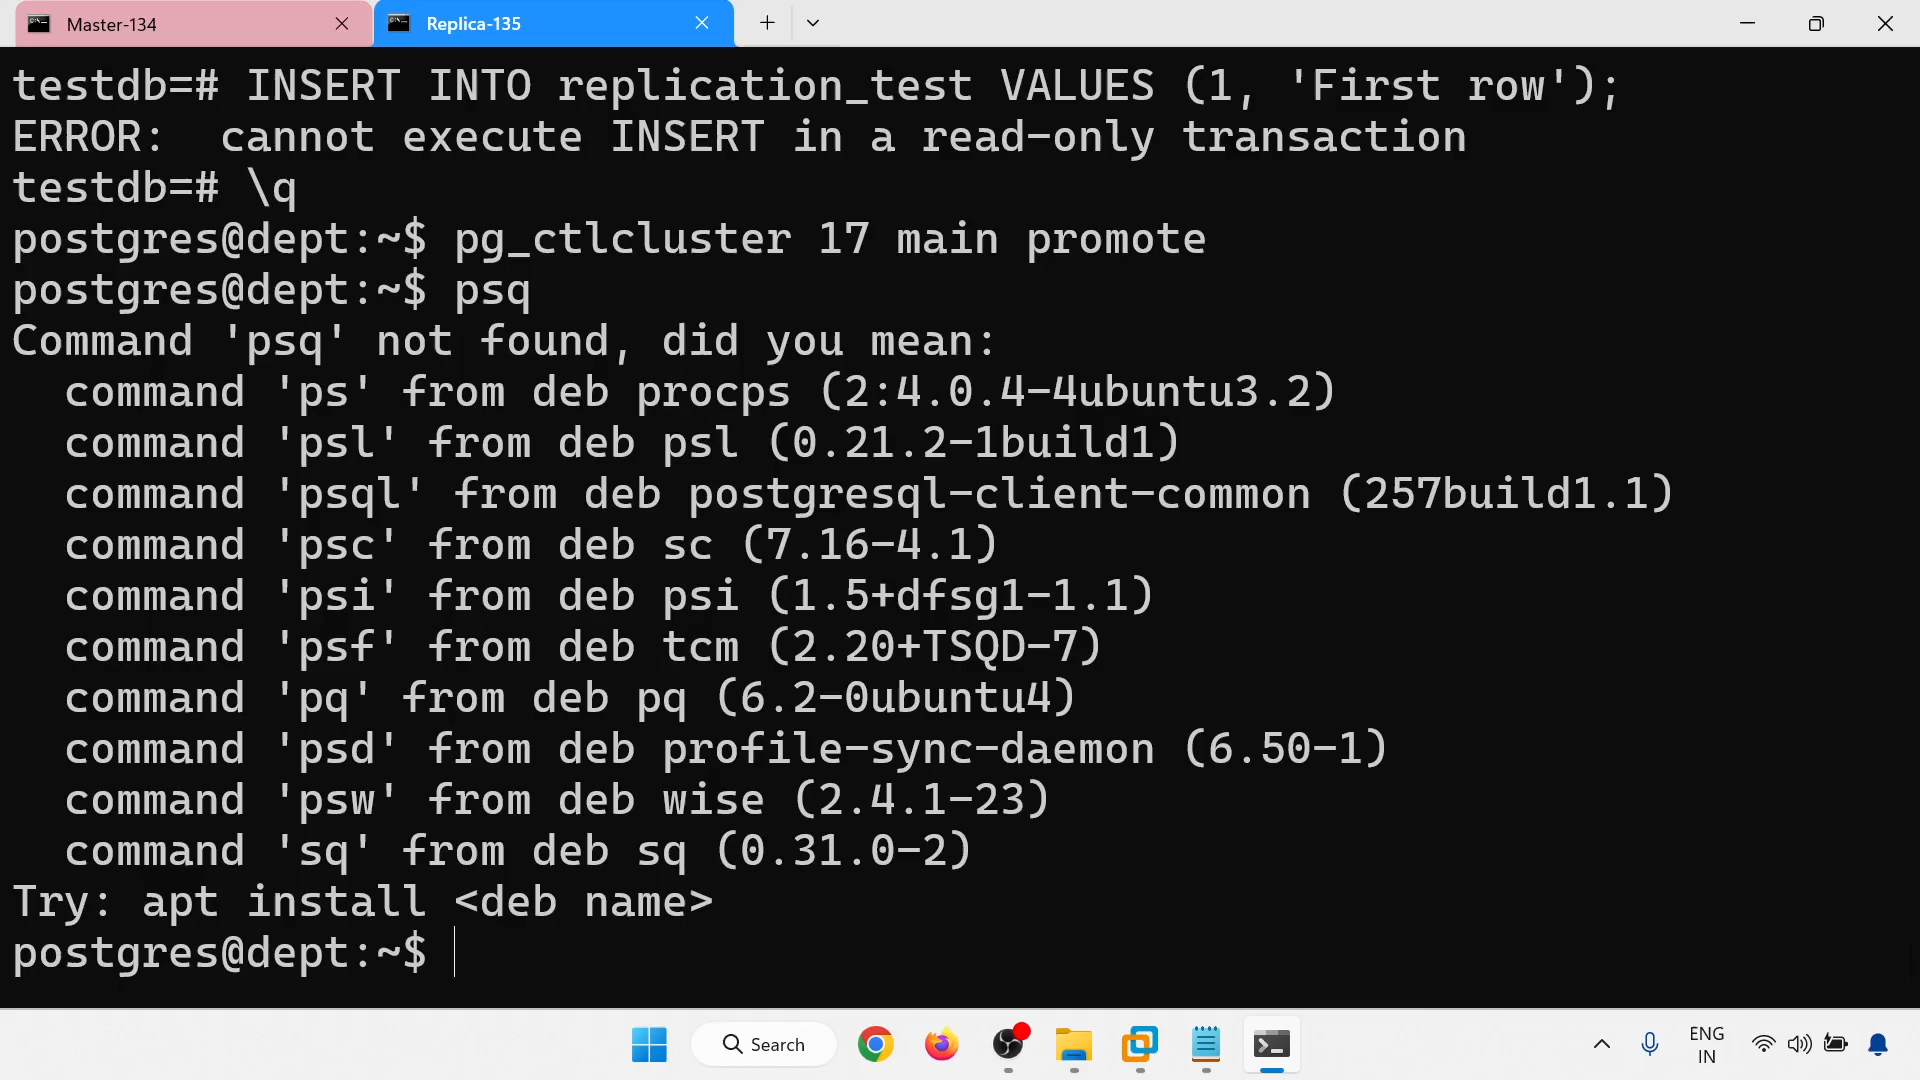 Master-134
Replica-135
testdb=# INSERT INTO replication_test VALUES (1, 'First row');
ERROR:  cannot execute INSERT in a read-only transaction
testdb=# \q
postgres@dept:~$ pg_ctlcluster 17 main promote
postgres@dept:~$ psq
Command 'psq' not found, did you mean:
  command 'ps' from deb procps (2:4.0.4-4ubuntu3.2)
  command 'psl' from deb psl (0.21.2-1build1)
  command 'psql' from deb postgresql-client-common (257build1.1)
  command 'psc' from deb sc (7.16-4.1)
  command 'psi' from deb psi (1.5+dfsg1-1.1)
  command 'psf' from deb tcm (2.20+TSQD-7)
  command 'pq' from deb pq (6.2-0ubuntu4)
  command 'psd' from deb profile-sync-daemon (6.50-1)
  command 'psw' from deb wise (2.4.1-23)
  command 'sq' from deb sq (0.31.0-2)
Try: apt install <deb name>
postgres@dept:~$
Search
ENG
IN